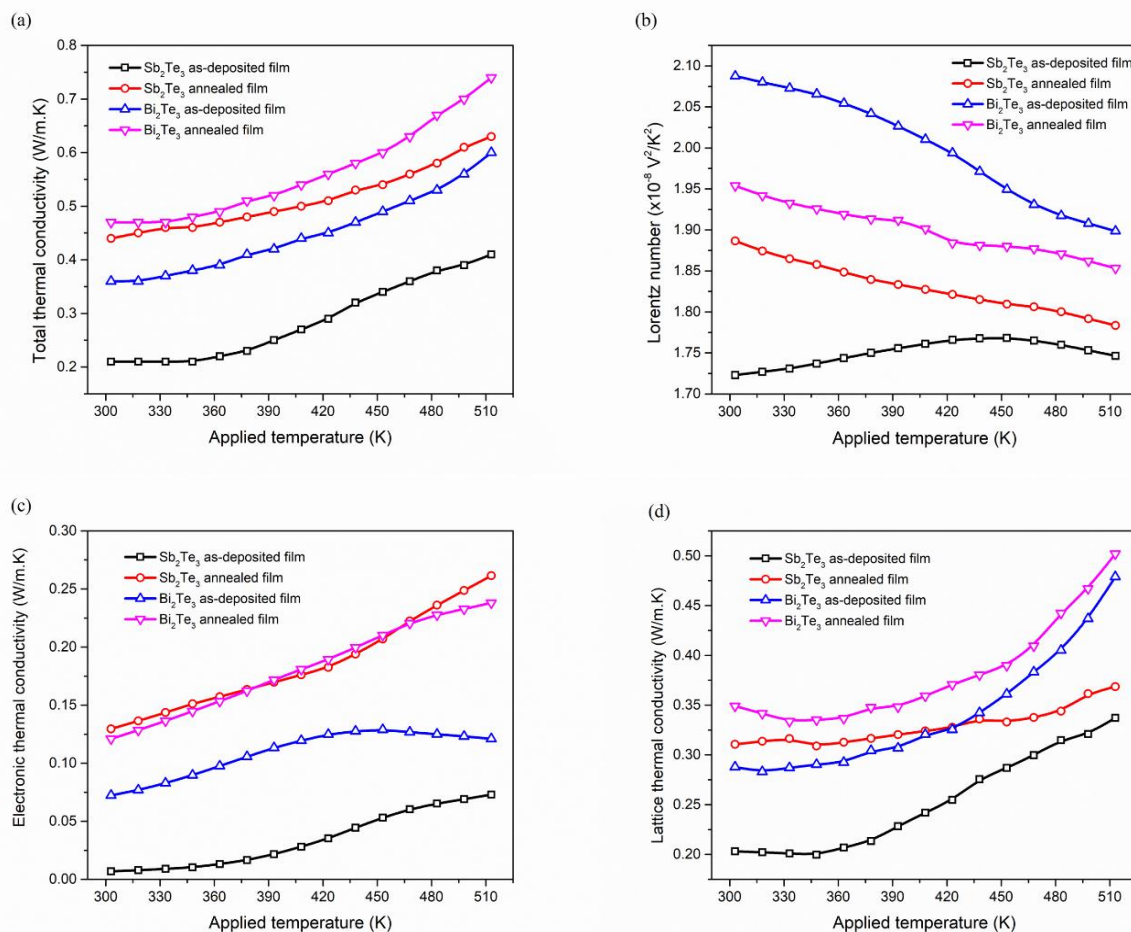 (a)
0.8
0.7
0.6
0.5
0.4
0.3
0.2
Total thermal conductivity (W/m.K)
Sb₂Te₃ as-deposited film
Sb₂Te₃ annealed film
Bi₂Te₃ as-deposited film
Bi₂Te₃ annealed film
300 330 360 390 420 450 480 510
Applied temperature (K)
(b)
2.10
2.05
2.00
1.95
1.90
1.85
1.80
1.75
1.70
Lorentz number (x10⁻⁸ V²/K²)
Sb₂Te₃ as-deposited film
Sb₂Te₃ annealed film
Bi₂Te₃ as-deposited film
Bi₂Te₃ annealed film
300 330 360 390 420 450 480 510
Applied temperature (K)
(c)
0.30
0.25
0.20
0.15
0.10
0.05
0.00
Electronic thermal conductivity (W/m.K)
Sb₂Te₃ as-deposited film
Sb₂Te₃ annealed film
Bi₂Te₃ as-deposited film
Bi₂Te₃ annealed film
300 330 360 390 420 450 480 510
Applied temperature (K)
(d)
0.50
0.45
0.40
0.35
0.30
0.25
0.20
Lattice thermal conductivity (W/m.K)
Sb₂Te₃ as-deposited film
Sb₂Te₃ annealed film
Bi₂Te₃ as-deposited film
Bi₂Te₃ annealed film
300 330 360 390 420 450 480 510
Applied temperature (K)